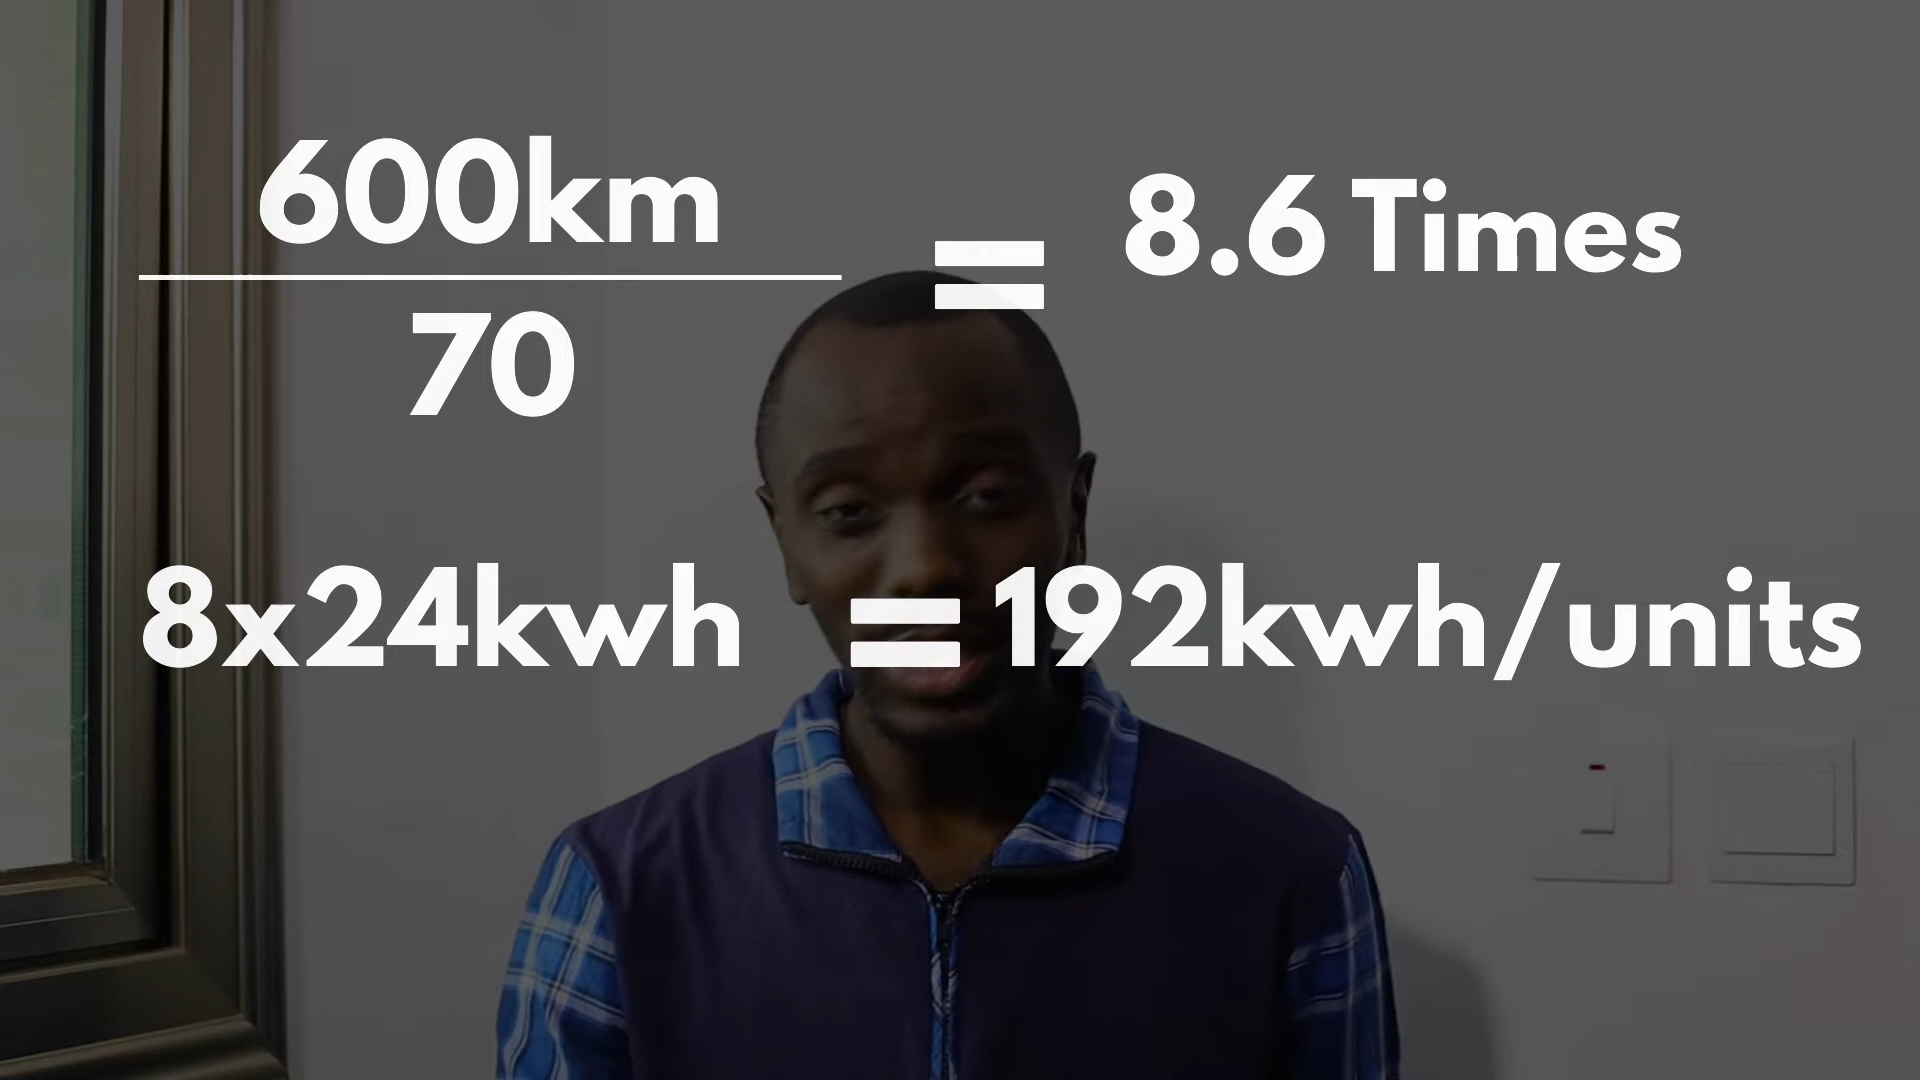 600km
70
= 8.6 Times
8x24kwh = 192kwh/units